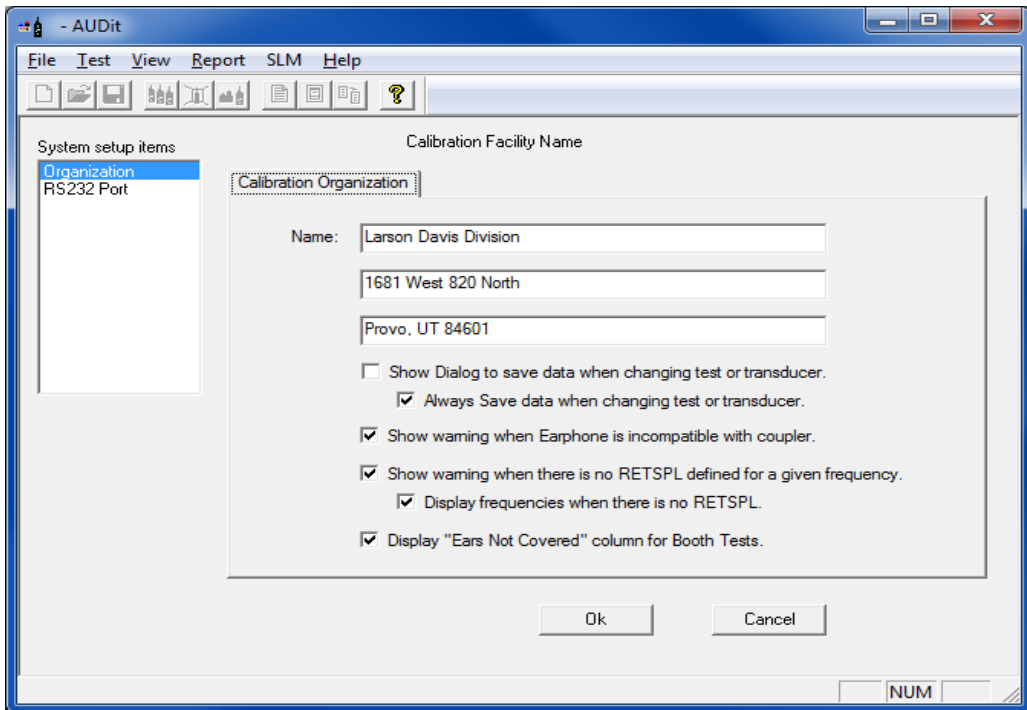 - AUDit
File Test View Report SLM Help
System setup items
Organization
RS232 Port
Calibration Facility Name
Calibration Organization
Name: Larson Davis Division
1681 West 820 North
Provo, UT 84601
Show Dialog to save data when changing test or transducer.
Always Save data when changing test or transducer.
Show warning when Earphone is incompatible with coupler.
Show warning when there is no RETSPL defined for a given frequency.
Display frequencies when there is no RETSPL.
Display "Ears Not Covered" column for Booth Tests.
Ok Cancel
NUM